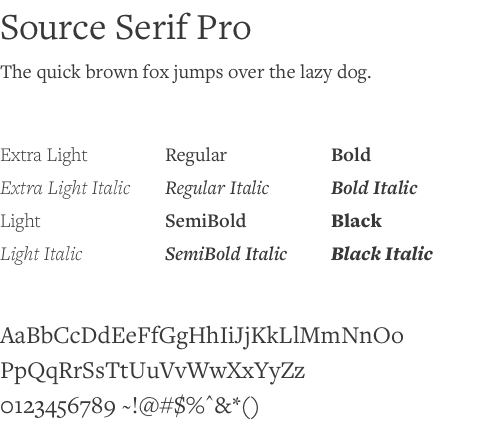 Source Serif Pro
The quick brown fox jumps over the lazy dog.
Extra Light Regular Bold
Extra Light Italic Regular Italic Bold Italic
Light SemiBold Black
Light Italic SemiBold Italic Black Italic
AaBbCcDdEeFfGgHhIiJjKkLlMmNnOo
PpQqRrSsTtUuVvWwXxYyZz
0123456789 ~!@#$%^&*()